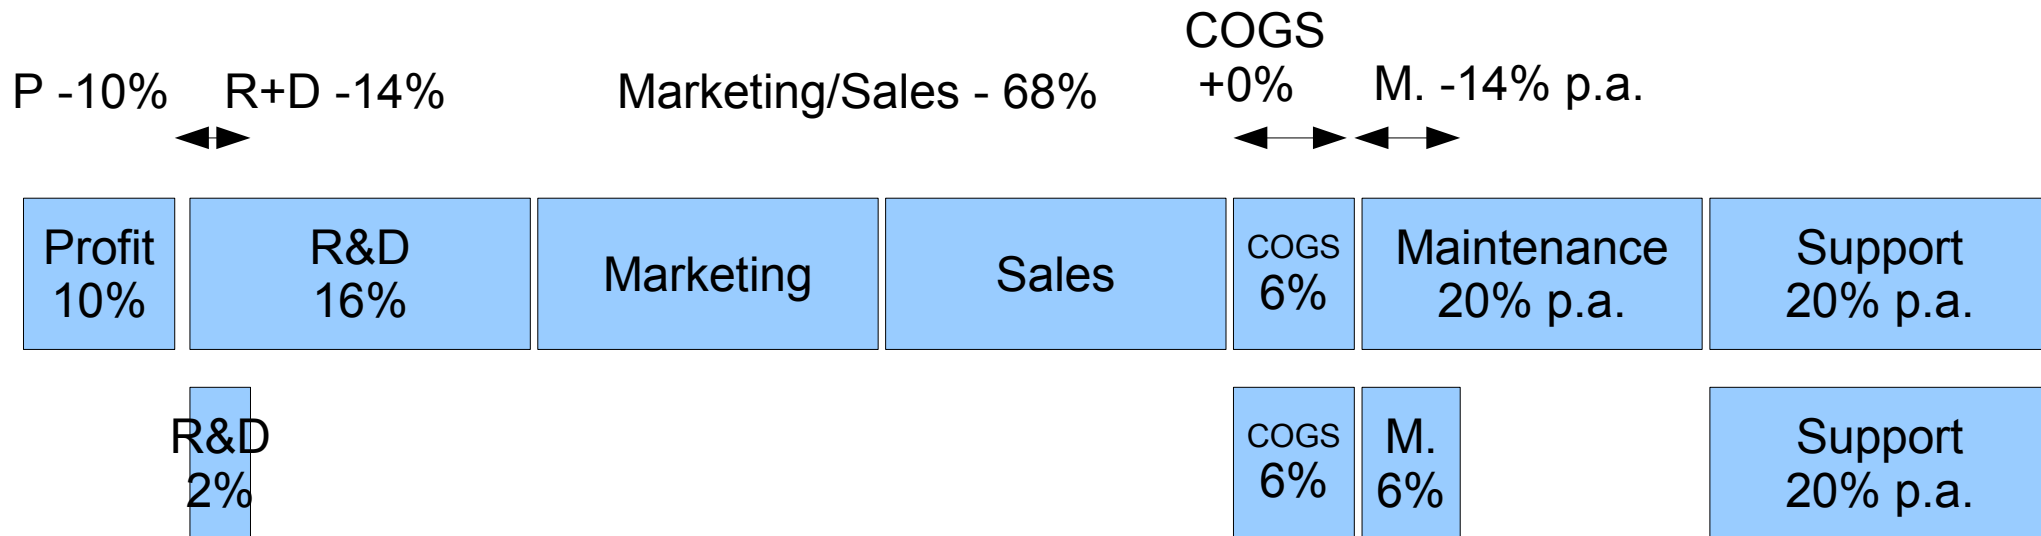 COGS
P -10%
R+D -14%
Marketing/Sales - 68%
+0%
M. -14% p.a.
Profit
10%
R&D
16%
Marketing
Sales
COGS
6%
Maintenance
20% p.a.
Support
20% p.a.
R&D
2%
COGS
6%
M.
6%
Support
20% p.a.